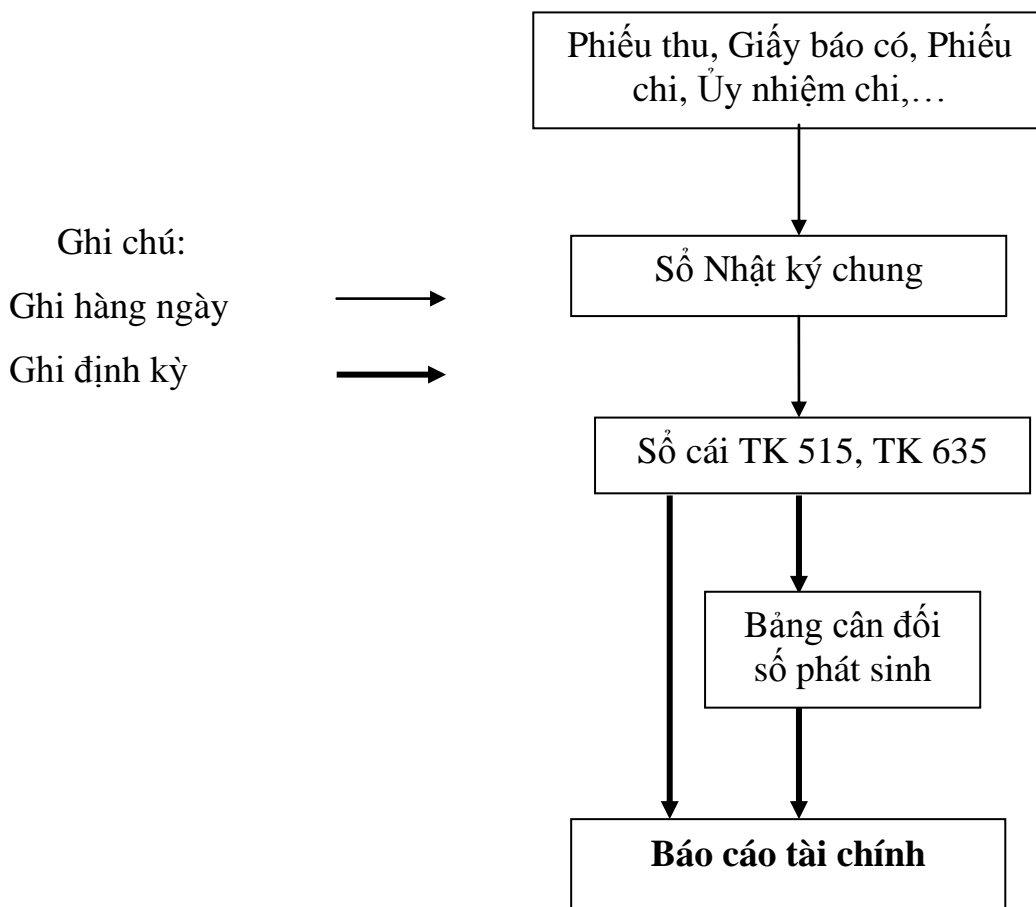 Phiếu thu, Giấy báo có, Phiếu
chi, Ủy nhiệm chi,…
Ghi chú:
Sổ Nhật ký chung
Ghi hàng ngày
Ghi định kỳ
Sổ cái TK 515, TK 635
Bảng cân đối
số phát sinh
Báo cáo tài chính